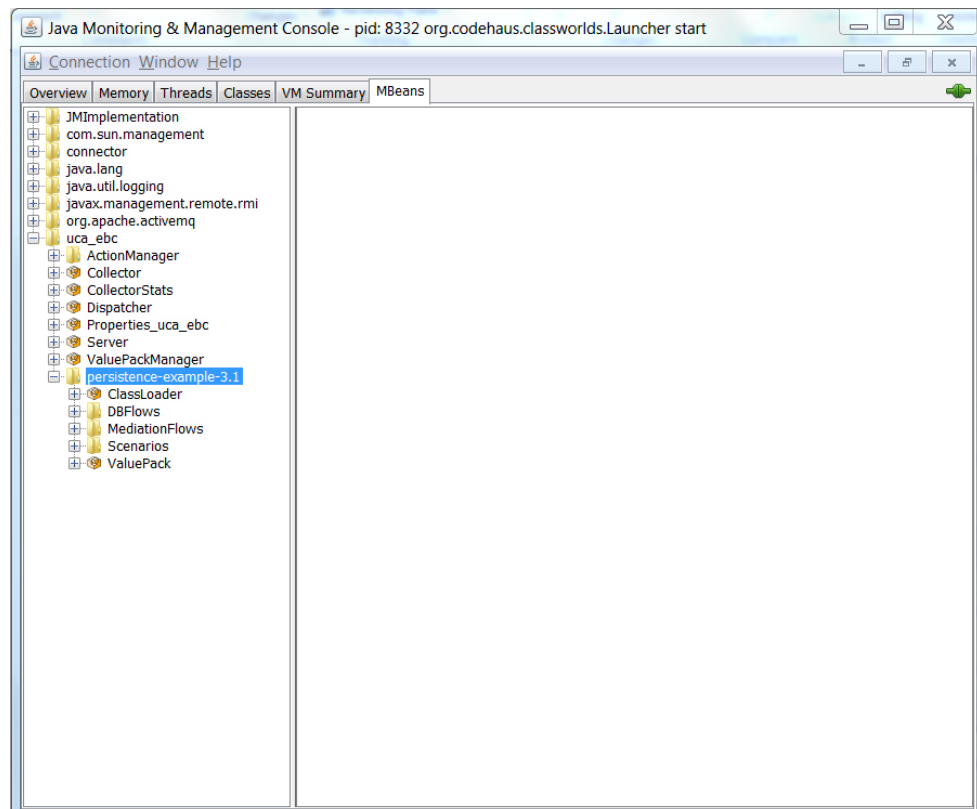 Java Monitoring & Management Console - pid: 8332 org.codehaus.classworlds.Launcher start
Connection Window Help
Overview Memory Threads Classes VM Summary MBeans
JMImplementation
com.sun.management
connector
java.lang
java.util.logging
javax.management.remote.rmi
org.apache.activemq
uca_ebc
ActionManager
Collector
CollectorStats
Dispatcher
Properties_uca_ebc
Server
ValuePackManager
persistence-example-3.1
ClassLoader
DBFlows
MediationFlows
Scenarios
ValuePack